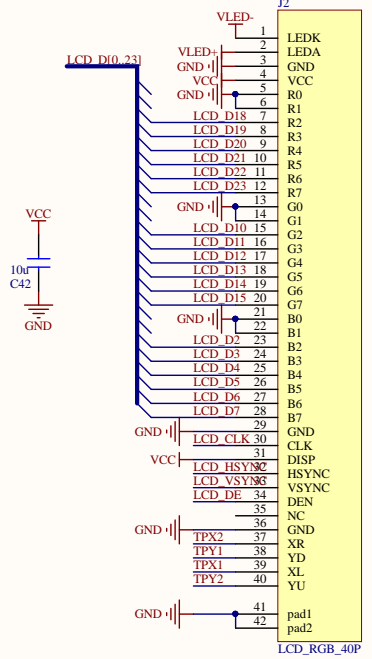 J2
VLED- 1 LEDK
LCD_D[0..23] VLED+ 2 LEDA
GND 3 GND
VCC 4 VCC
GND 5 R0
6 R1
LCD_D18 7 R2
LCD_D19 8 R3
LCD_D20 9 R4
LCD_D21 10 R5
LCD_D22 11 R6
LCD_D23 12 R7
GND 13 G0
VCC 14 G1
LCD_D10 15 G2
LCD_D11 16 G3
LCD_D12 17 G4
10u LCD_D13 18 G5
C42 LCD_D14 19 G6
LCD_D15 20 G7
GND GND 21 B0
22 B1
LCD_D2 23 B2
LCD_D3 24 B3
LCD_D4 25 B4
LCD_D5 26 B5
LCD_D6 27 B6
LCD_D7 28 B7
GND 29 GND
LCD_CLK 30 CLK
VCC 31 DISP
LCD_HSYNC 32 HSYNC
LCD_VSYNC 33 VSYNC
LCD_DE 34 DEN
35 NC
GND 36 GND
TPX2 37 XR
TPY1 38 YD
TPX1 39 XL
TPY2 40 YU
GND 41 pad1
42 pad2
LCD_RGB_40P